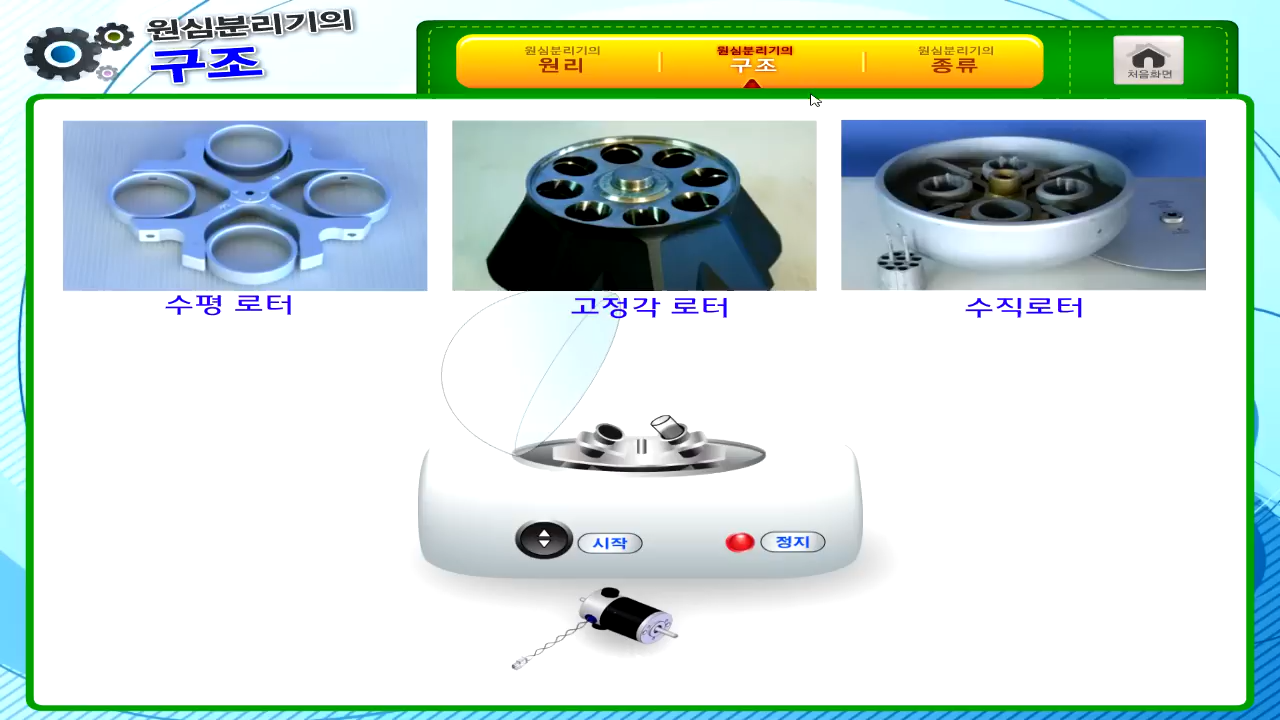 원심분리기의
구조
원심분리기의
원리
원심분리기의
구조
원심분리기의
종류
처음화면
수평 로터
고정각 로터
수직로터
시작
정지